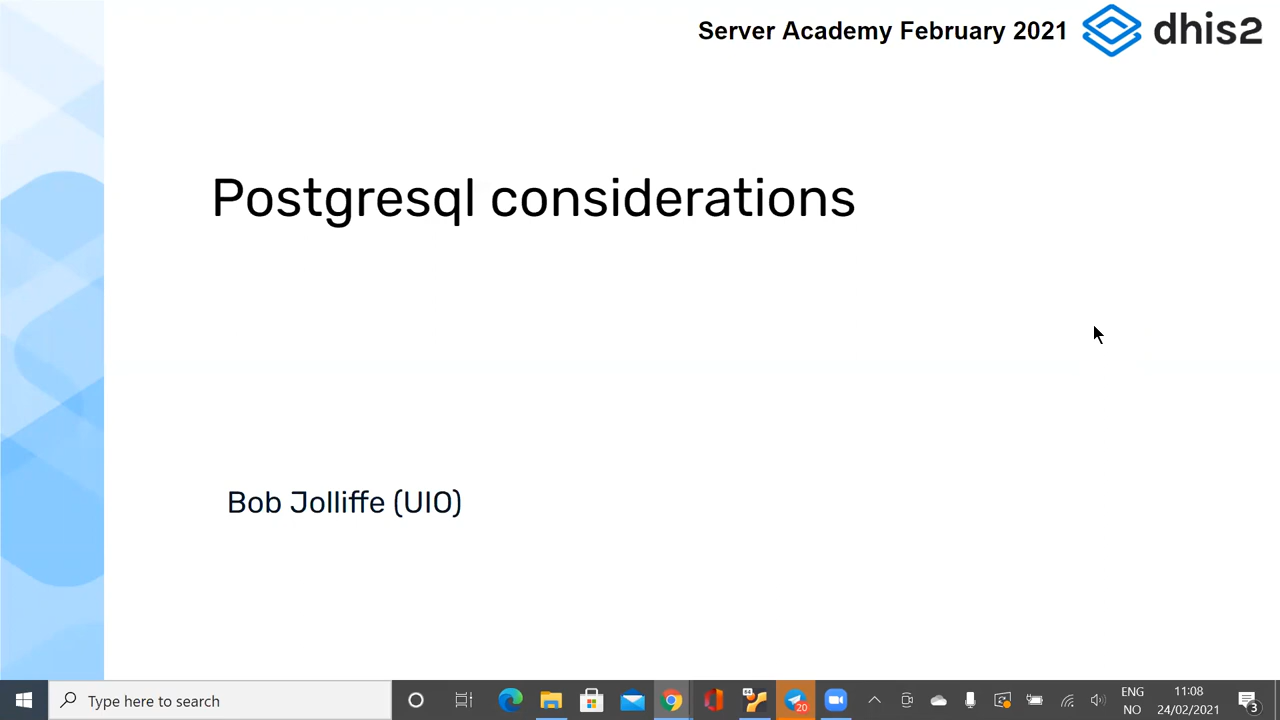 Server Academy February 2021 dhis2
Postgresql considerations
Bob Jolliffe (UIO)
Type here to search
64
20
ENG
NO
11:08
24/02/2021
3